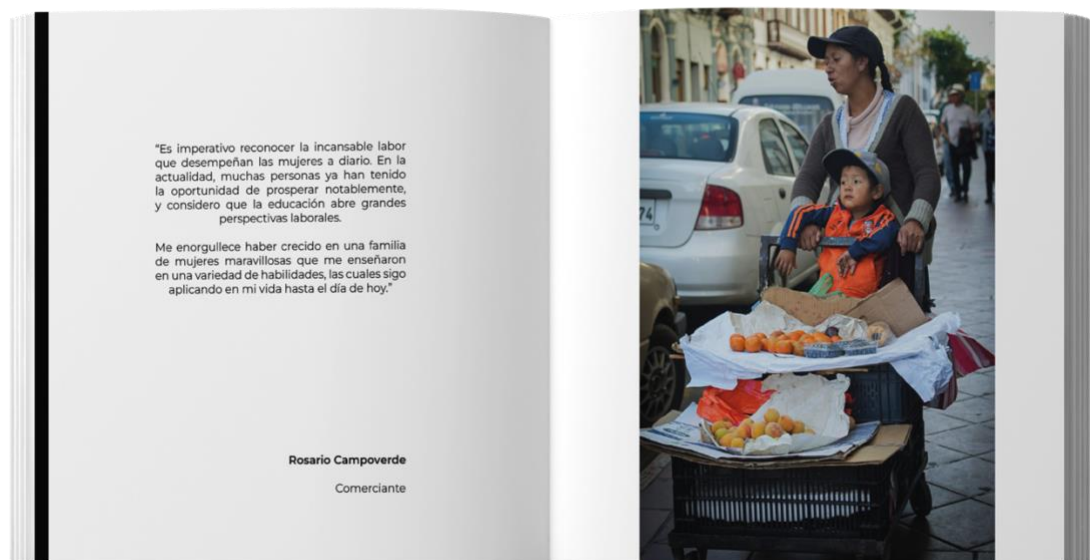 "Es imperativo reconocer la incansable labor
que desempeñan las mujeres a diario. En la
actualidad, muchas personas ya han tenido
la oportunidad de prosperar notablemente,
y considero que la educación abre grandes
perspectivas laborales.
Me enorgullece haber crecido en una familia
de mujeres maravillosas que me enseñaron
en una variedad de habilidades, las cuales sigo
aplicando en mi vida hasta el día de hoy."
Rosario Campoverde
Comerciante
74